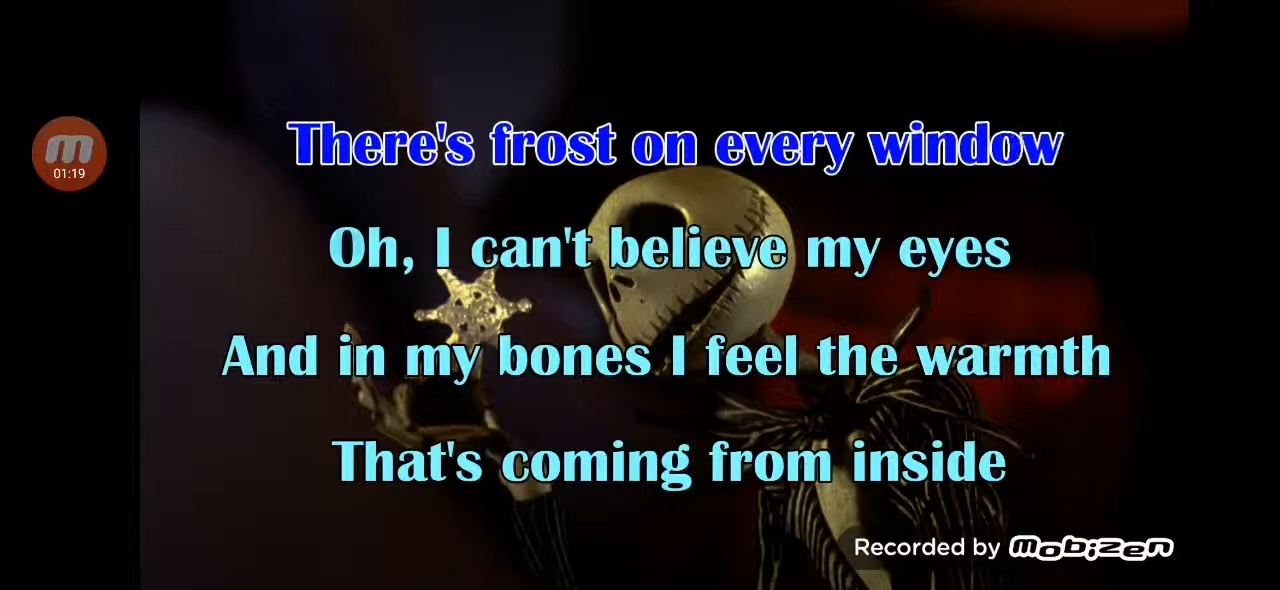 There's frost on every window
Oh, I can't believe my eyes
And in my bones I feel the warmth
That's coming from inside
01:19
Recorded by mobizen